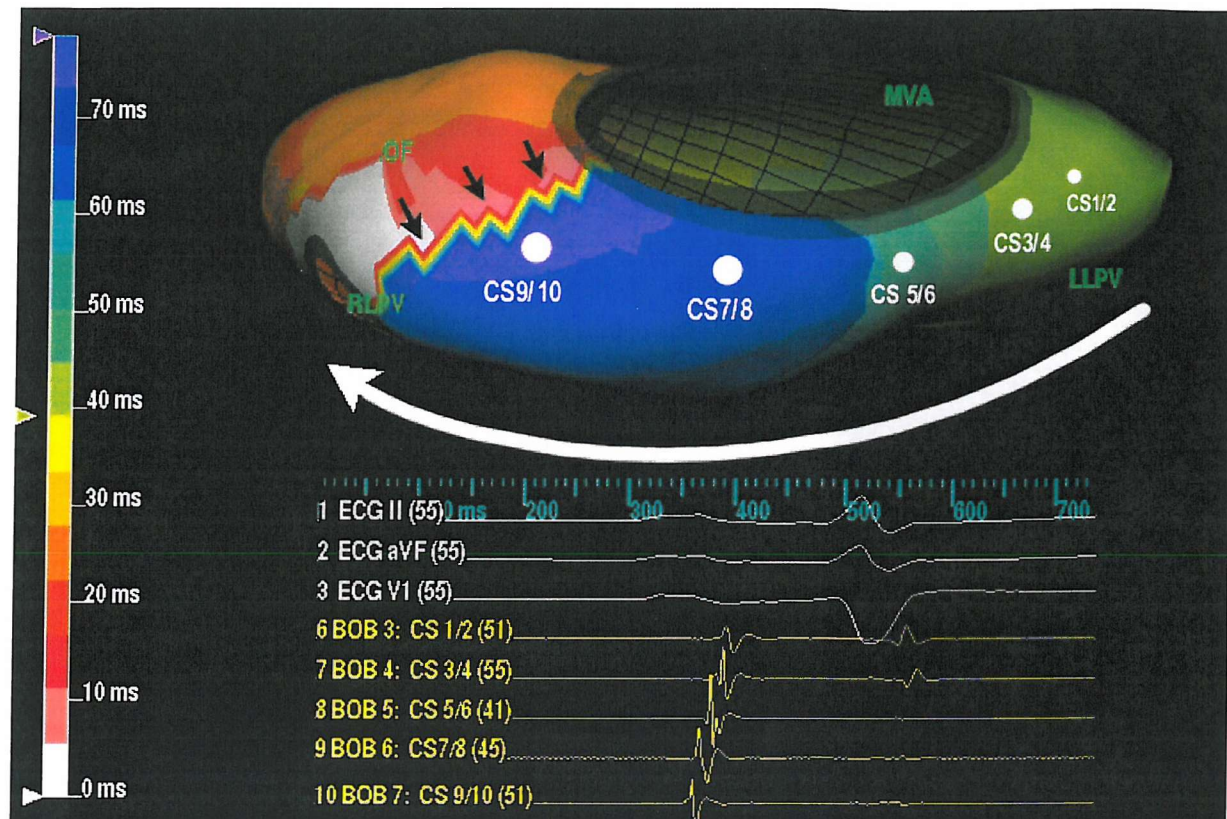 70 ms
60 ms
50 ms
40 ms
30 ms
20 ms
10 ms
0 ms
MVA
OF
CS1/2
CS3/4
CS 5/6
CS7/8
CS9/10
RLPV
LLPV
0 ms 200 300 400 500 600 700
1 ECG II (55)
2 ECG aVF (55)
3 ECG V1 (55)
6 BOB 3: CS 1/2 (51)
7 BOB 4: CS 3/4 (55)
8 BOB 5: CS 5/6 (41)
9 BOB 6: CS7/8 (45)
10 BOB 7: CS 9/10 (51)